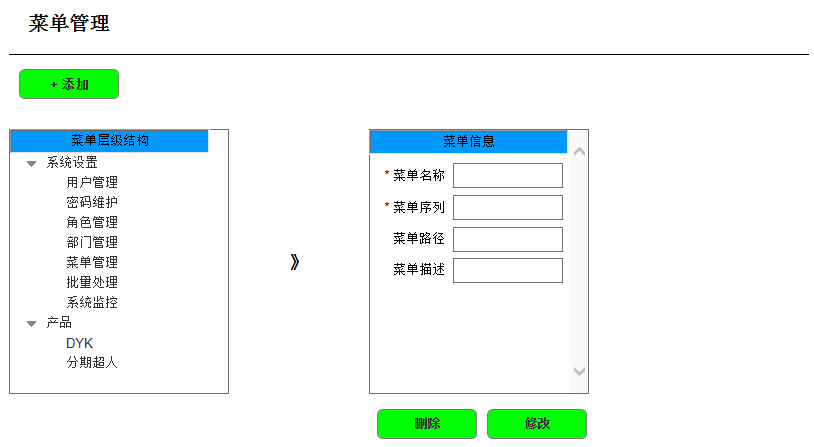 菜单管理
+ 添加
菜单层级结构
系统设置
用户管理
密码维护
角色管理
部门管理
菜单管理
批量处理
系统监控
产品
DYK
分期超人
》
菜单信息
* 菜单名称
* 菜单序列
菜单路径
菜单描述
删除 修改